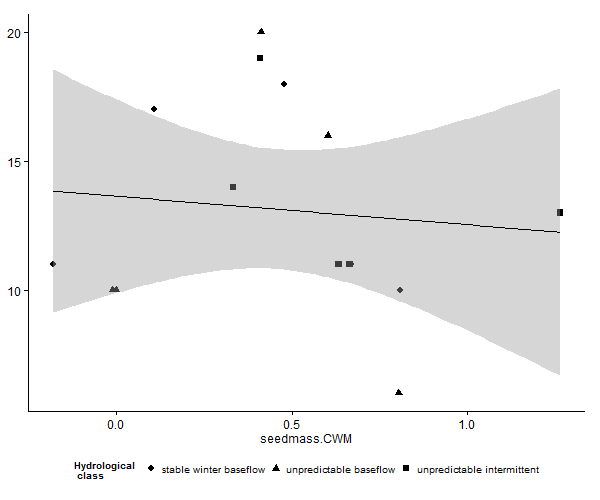 20
15
10
0.0 0.5 1.0
seedmass.CWM
Hydrological class stable winter baseflow unpredictable baseflow unpredictable intermittent